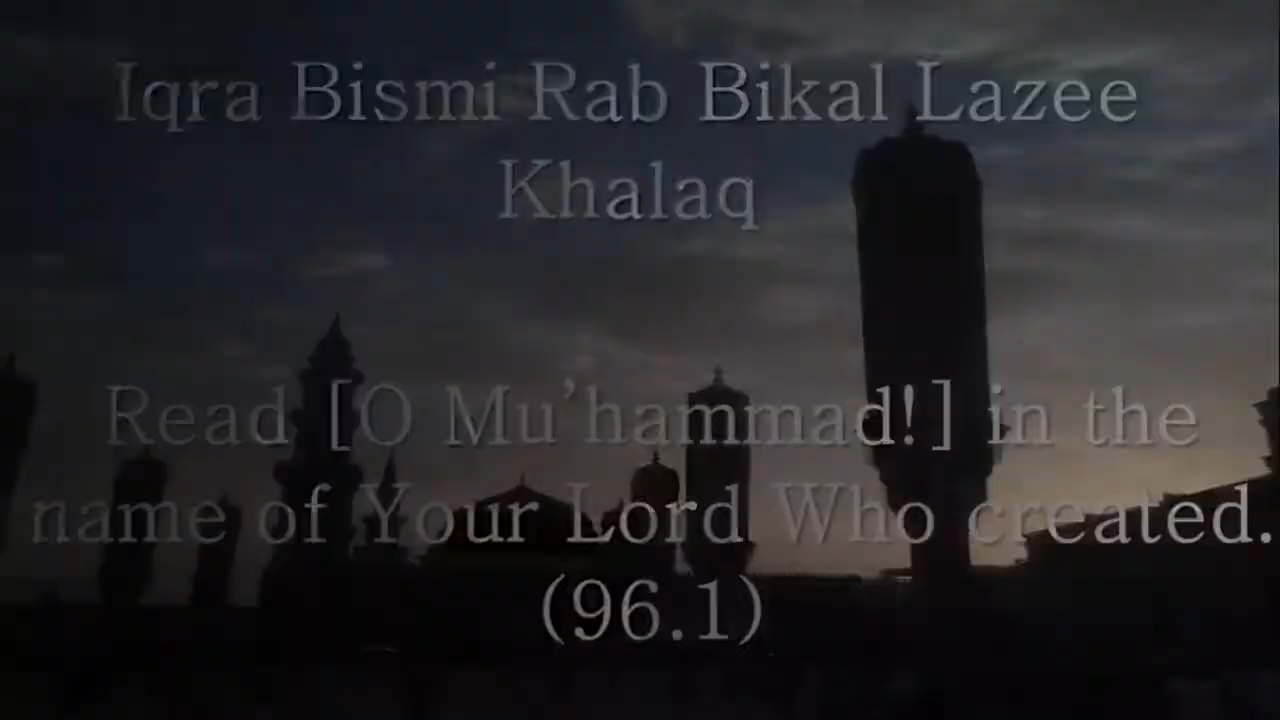 Iqra Bismi Rab Bikal Lazee
Khalaq
Read [O Mu'hammad!] in the
name of Your Lord Who created.
(96.1)